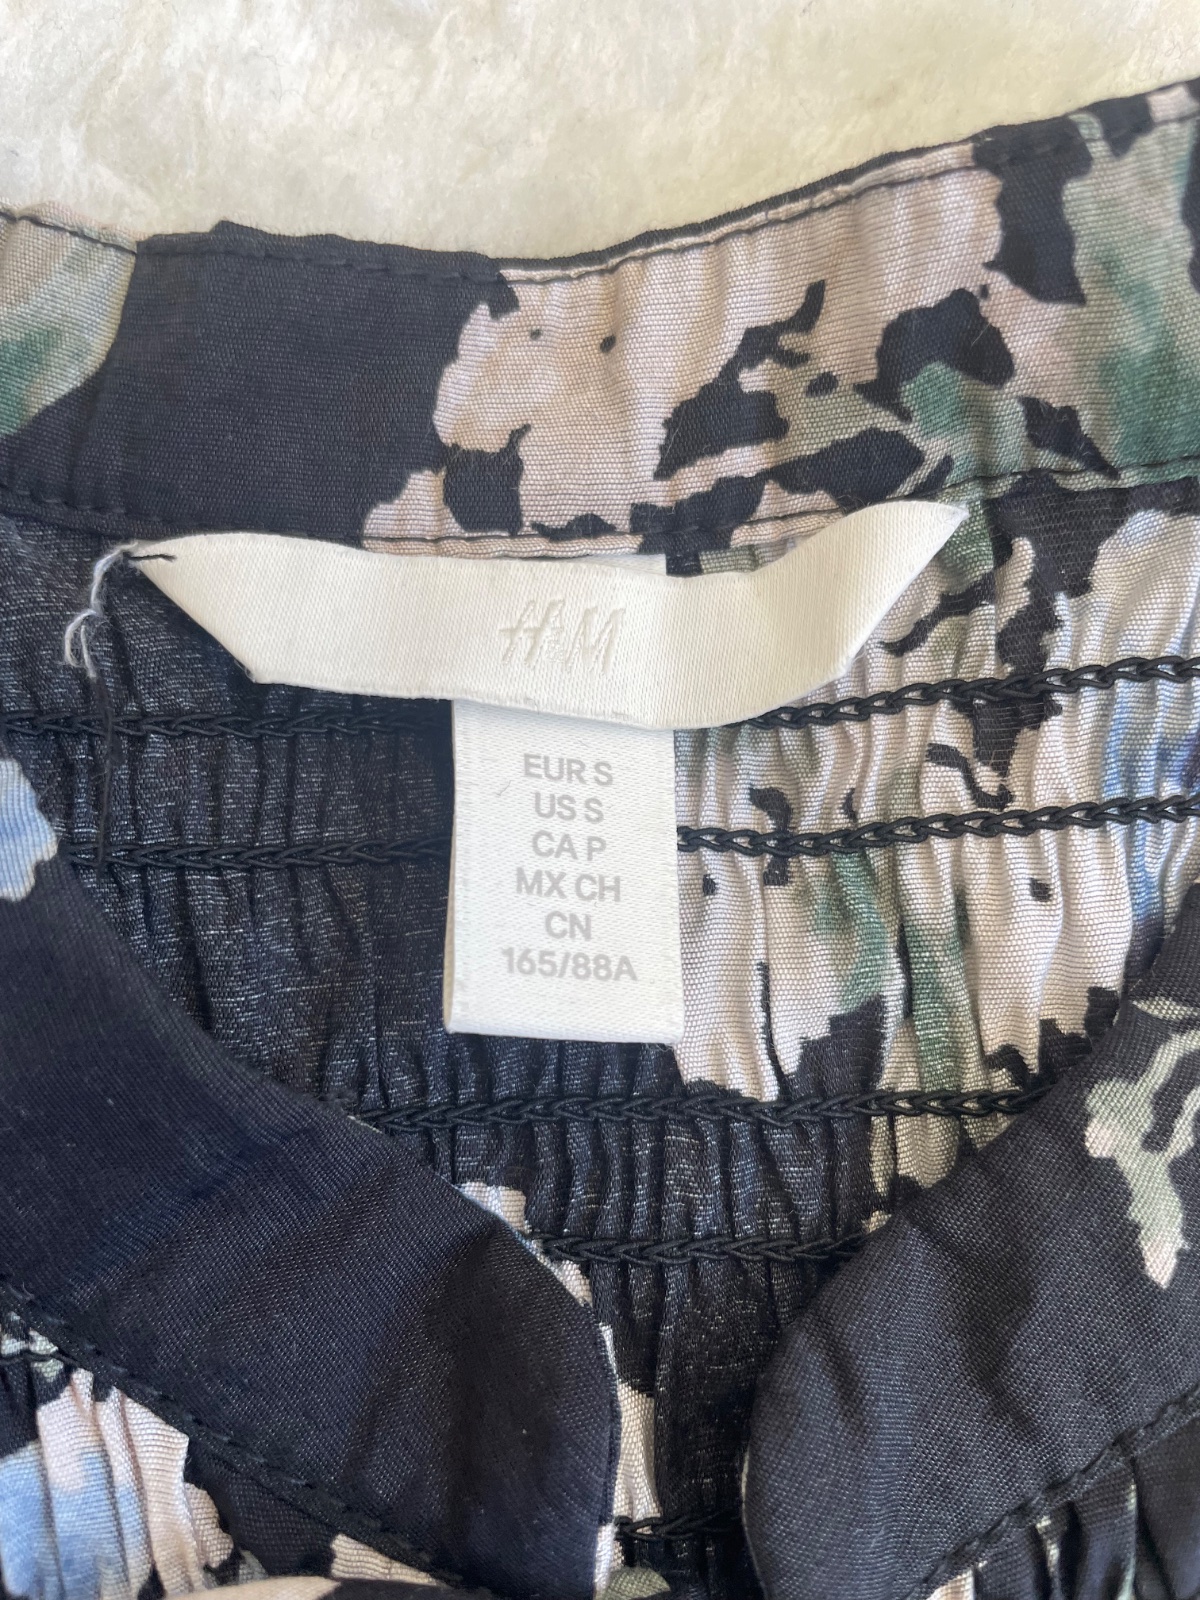 H&M
EUR S
US S
CA P
MX CH
CN
165/88A